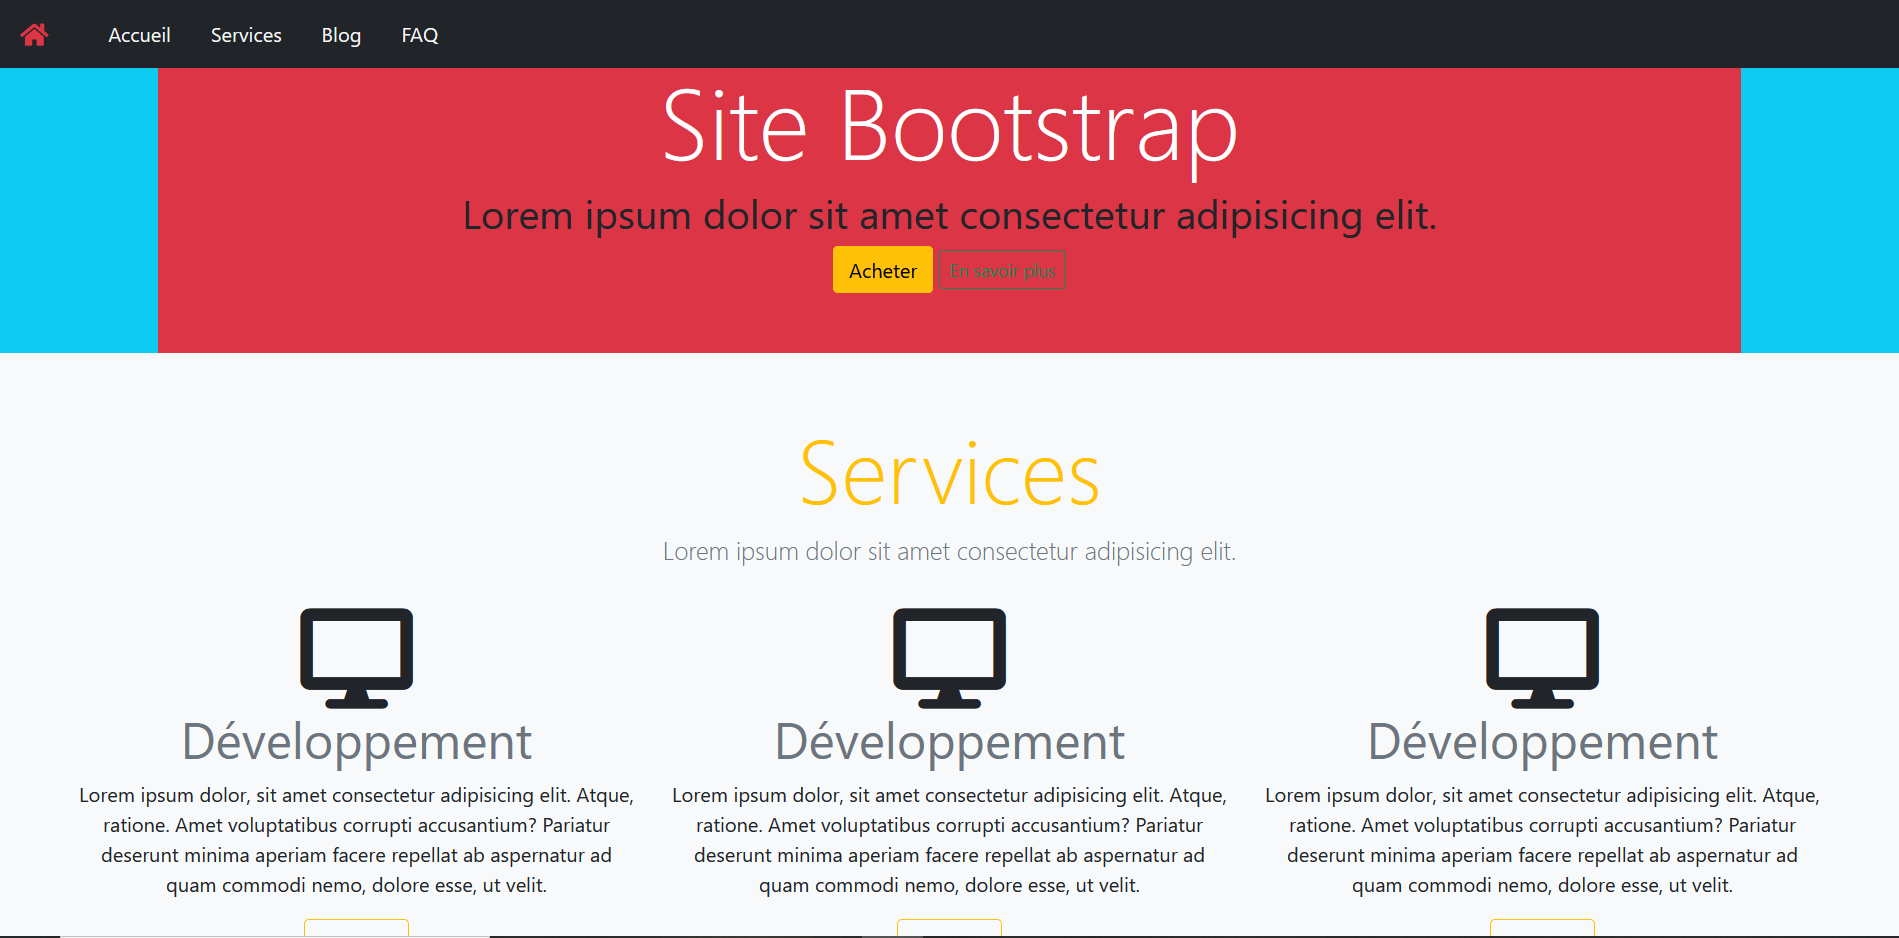 Accueil Services Blog FAQ
Site Bootstrap
Lorem ipsum dolor sit amet consectetur adipisicing elit.
Acheter En savoir plus
Services
Lorem ipsum dolor sit amet consectetur adipisicing elit.
Développement
Lorem ipsum dolor, sit amet consectetur adipisicing elit. Atque,
ratione. Amet voluptatibus corrupti accusantium? Pariatur
deserunt minima aperiam facere repellat ab aspernatur ad
quam commodi nemo, dolore esse, ut velit.
Développement
Lorem ipsum dolor, sit amet consectetur adipisicing elit. Atque,
ratione. Amet voluptatibus corrupti accusantium? Pariatur
deserunt minima aperiam facere repellat ab aspernatur ad
quam commodi nemo, dolore esse, ut velit.
Développement
Lorem ipsum dolor, sit amet consectetur adipisicing elit. Atque,
ratione. Amet voluptatibus corrupti accusantium? Pariatur
deserunt minima aperiam facere repellat ab aspernatur ad
quam commodi nemo, dolore esse, ut velit.